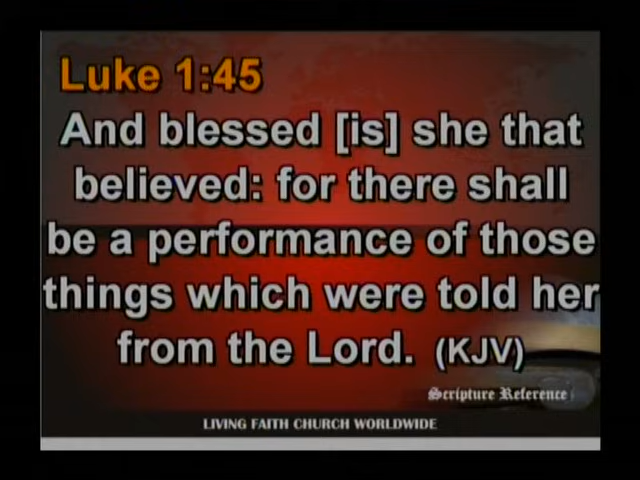 Luke 1:45
And blessed [is] she that
believed: for there shall
be a performance of those
things which were told her
from the Lord. (KJV)
Scripture Reference
LIVING FAITH CHURCH WORLDWIDE